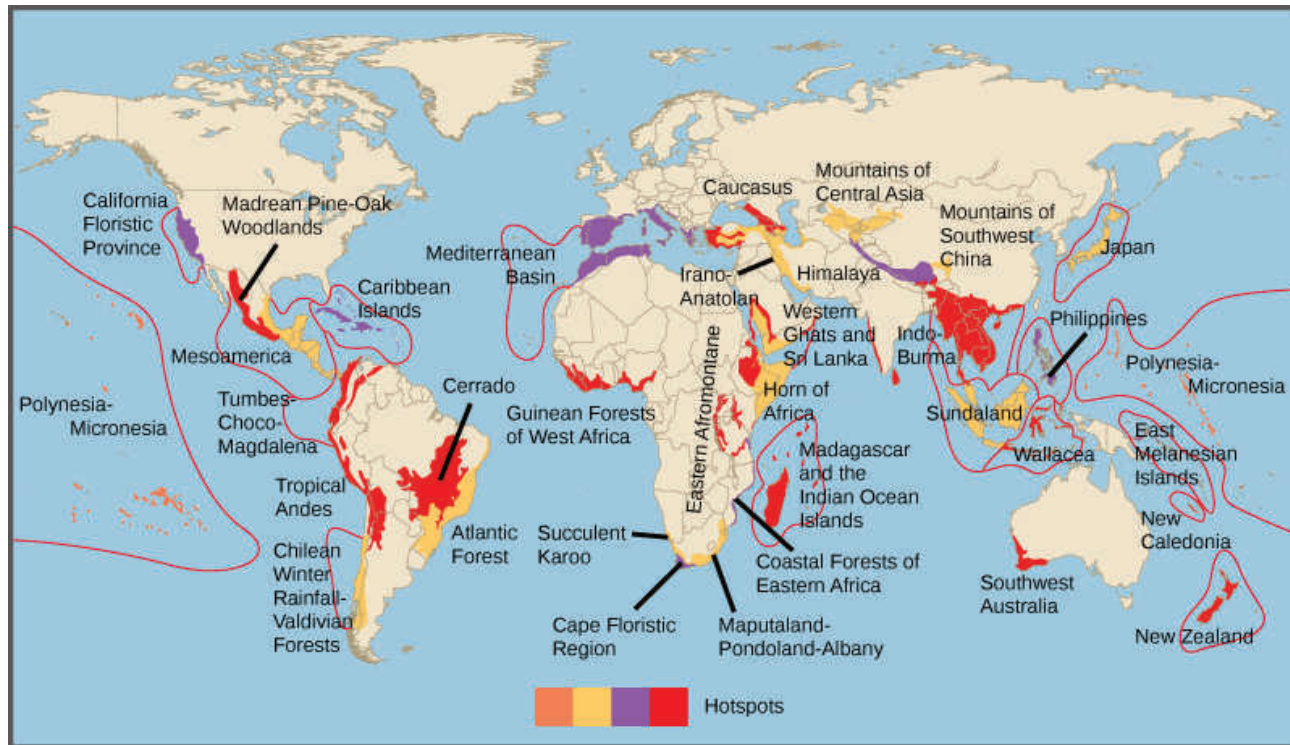 California
Floristic
Province
Madrean Pine-Oak
Woodlands
Caribbean
Islands
Mesoamerica
Polynesia-
Micronesia
Tumbes-
Choco-
Magdalena
Cerrado
Tropical
Andes
Atlantic
Forest
Chilean
Winter
Rainfall-
Valdivian
Forests
Mediterranean
Basin
Caucasus
Mountains of
Central Asia
Mountains of
Southwest
China
Japan
Irano-
Anatolan
Himalaya
Western
Ghats and
Sri Lanka
Indo-
Burma
Philippines
Polynesia-
Micronesia
Guinean Forests
of West Africa
Eastern Afromontane
Horn of
Africa
Sundaland
Wallacea
East
Melanesian
Islands
Madagascar
and the
Indian Ocean
Islands
New
Caledonia
Succulent
Karoo
Coastal Forests of
Eastern Africa
Southwest
Australia
Cape Floristic
Region
Maputaland-
Pondoland-Albany
New Zealand
Hotspots